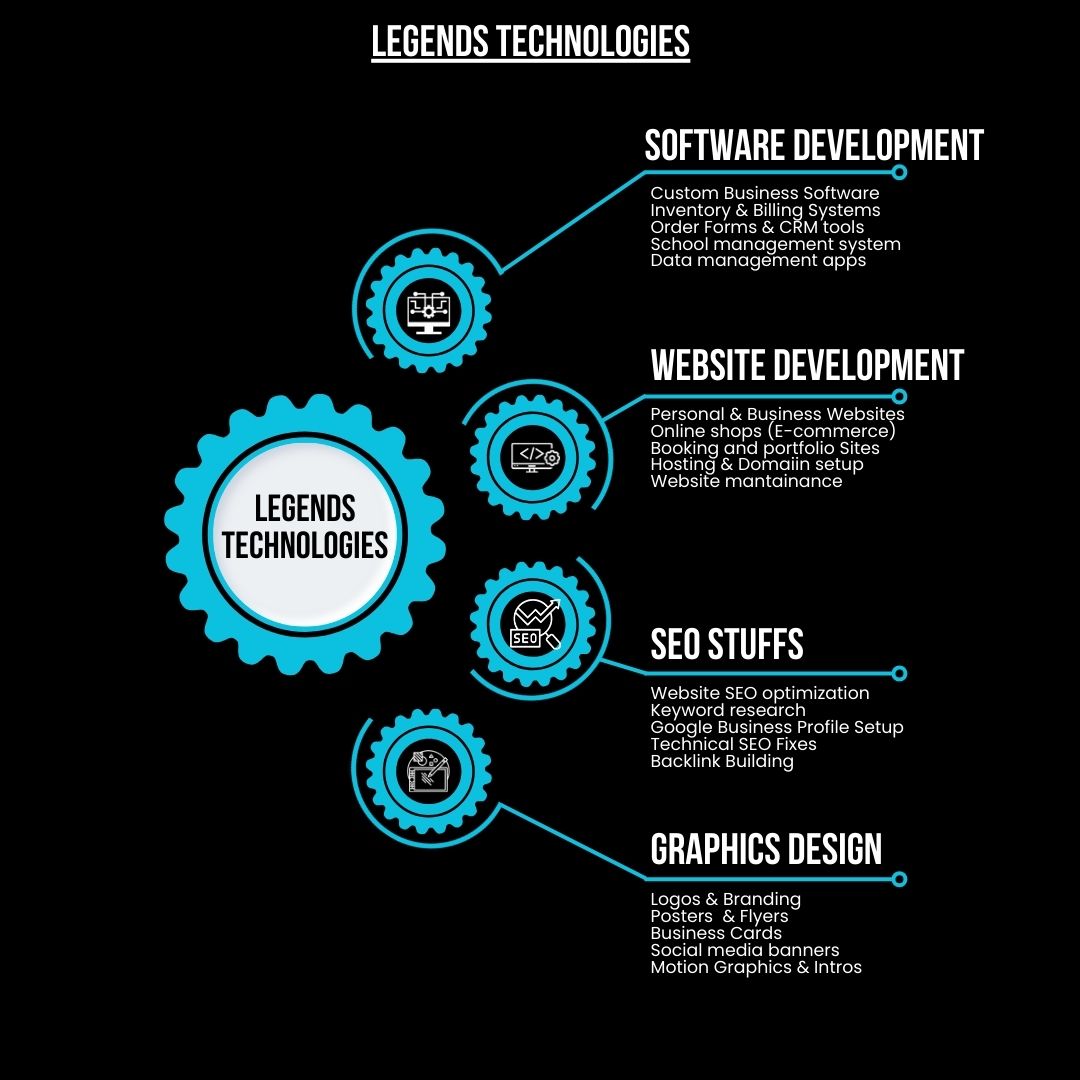 LEGENDS TECHNOLOGIES
SOFTWARE DEVELOPMENT
Custom Business Software
Inventory & Billing Systems
Order Forms & CRM tools
School management system
Data management apps
WEBSITE DEVELOPMENT
Personal & Business Websites
Online shops (E-commerce)
Booking and portfolio Sites
Hosting & Domaiin setup
Website mantainance
</>
LEGENDS
TECHNOLOGIES
SEO
SEO STUFFS
Website SEO optimization
Keyword research
Google Business Profile Setup
Technical SEO Fixes
Backlink Building
GRAPHICS DESIGN
Logos & Branding
Posters  & Flyers
Business Cards
Social media banners
Motion Graphics & Intros